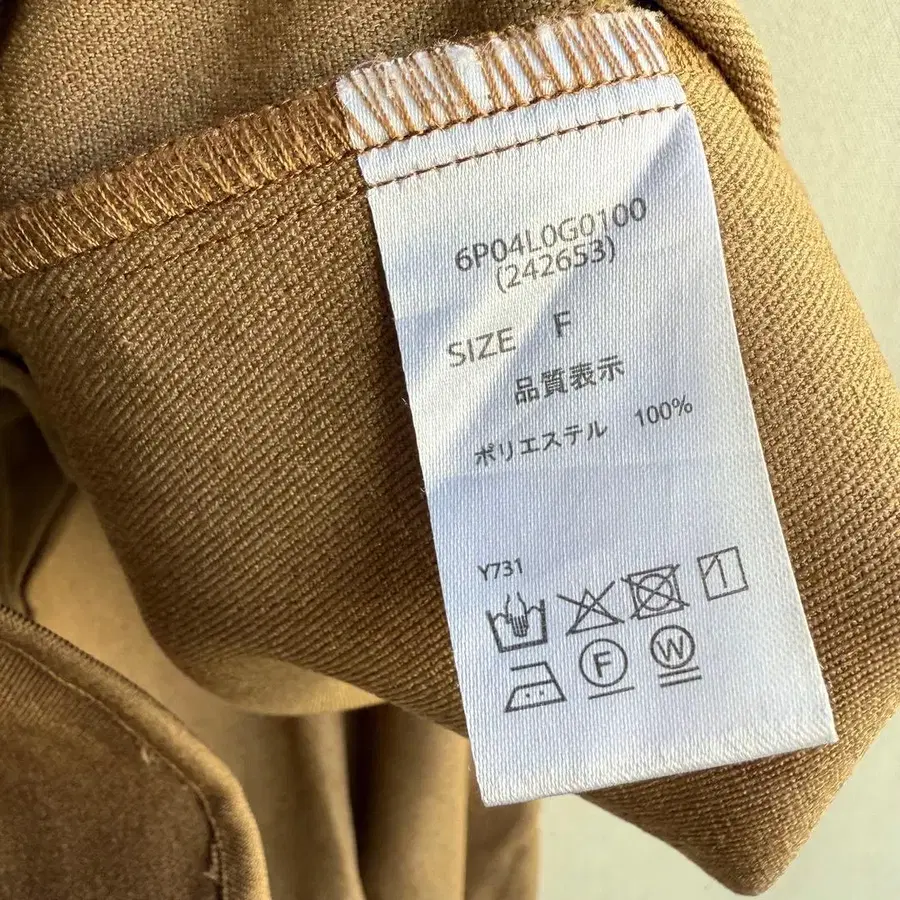 6P04L0G0100
(242653)
SIZE F
品質表示
ポリエステル 100%
Y731
F W